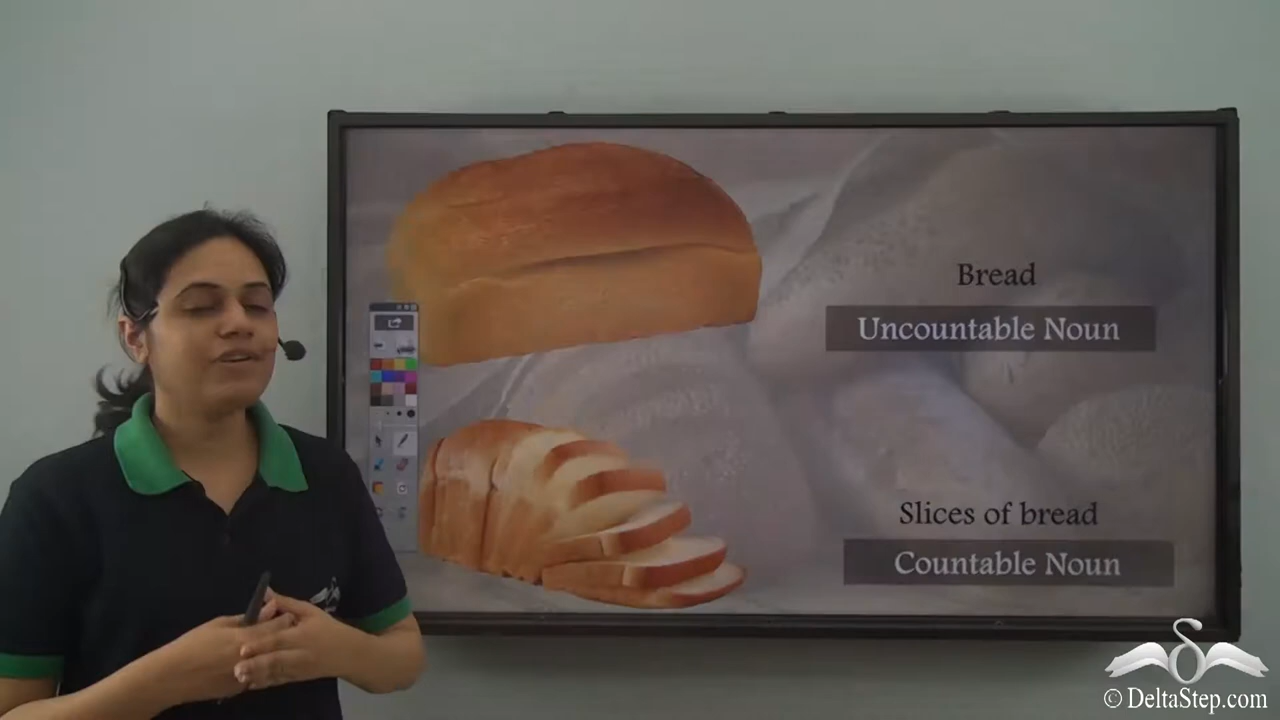 Bread
Uncountable Noun
Slices of bread
Countable Noun
© DeltaStep.com